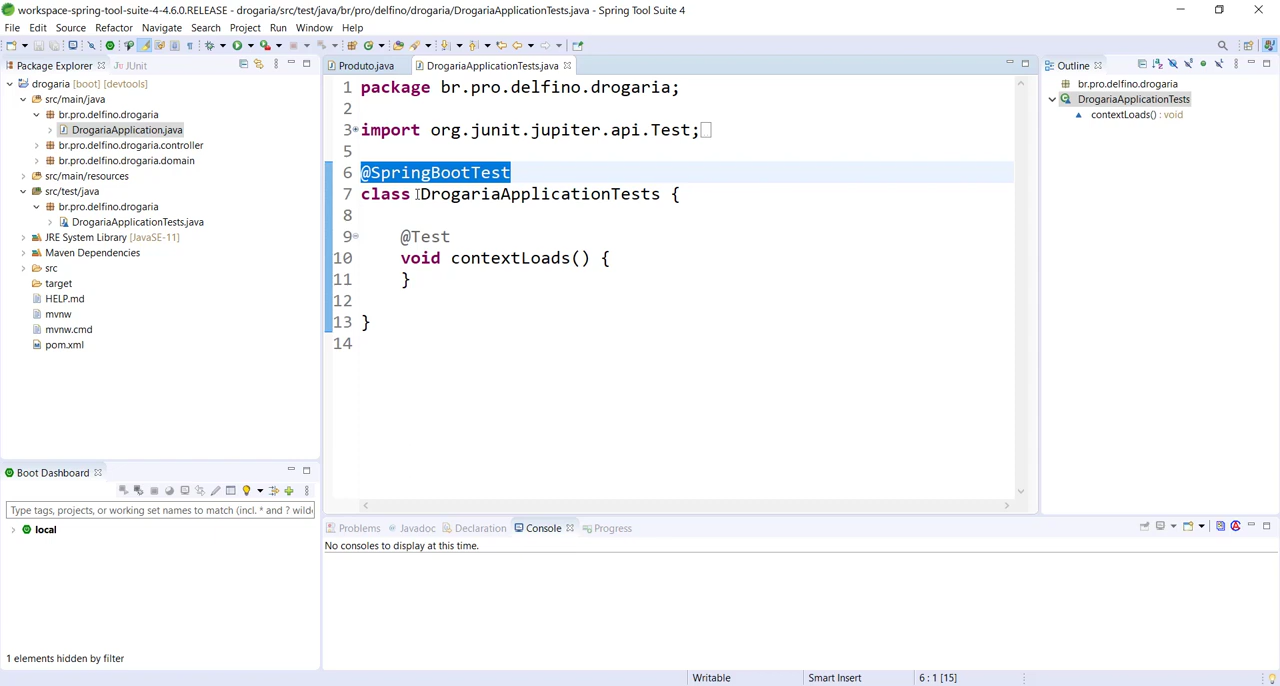 workspace-spring-tool-suite-4-4.6.0.RELEASE - drogaria/src/test/java/br/pro/delfino/drogaria/DrogariaApplicationTests.java - Spring Tool Suite 4
File Edit Source Refactor Navigate Search Project Run Window Help
Package Explorer JUnit
drogaria [boot] [devtools]
src/main/java
br.pro.delfino.drogaria
DrogariaApplication.java
br.pro.delfino.drogaria.controller
br.pro.delfino.drogaria.domain
src/main/resources
src/test/java
br.pro.delfino.drogaria
DrogariaApplicationTests.java
JRE System Library [JavaSE-11]
Maven Dependencies
src
target
HELP.md
mvnw
mvnw.cmd
pom.xml
Produto.java DrogariaApplicationTests.java
1 package br.pro.delfino.drogaria;
2
3 import org.junit.jupiter.api.Test;
5
6 @SpringBootTest
7 class DrogariaApplicationTests {
8
9 @Test
10 void contextLoads() {
11 }
12
13 }
14
Outline
br.pro.delfino.drogaria
DrogariaApplicationTests
contextLoads() : void
Boot Dashboard
Type tags, projects, or working set names to match (incl. * and ? wild
local
1 elements hidden by filter
Problems Javadoc Declaration Console Progress
No consoles to display at this time.
Writable Smart Insert 6 : 1 [15]